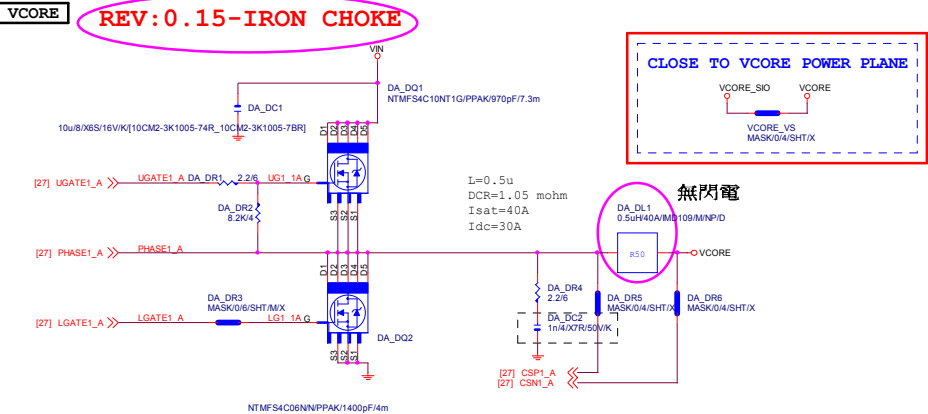 VCORE
REV:0.15-IRON CHOKE
VIN
CLOSE TO VCORE POWER PLANE
VCORE_SIO
VCORE
VCORE_VS
MASK/0/4/SHT/X
DA_DQ1
NTMFS4C10NT1G/PPAK/970pF/7.3m
DA_DC1
10u/8/X6S/16V/K/[10CM2-3K1005-74R_10CM2-3K1005-7BR]
D1
D2
D3
D4
D5
[27] UGATE1_A
UGATE1_A
DA_DR1
2.2/6
UG1_1A
G
DA_DR2
8.2K/4
S3
S2
S1
L=0.5u
DCR=1.05 mohm
Isat=40A
Idc=30A
無閃電
DA_DL1
0.5uH/40A/IMD109/M/NP/D
R50
VCORE
[27] PHASE1_A
PHASE1_A
D1
D2
D3
D4
D5
DA_DR3
MASK/0/6/SHT/M/X
[27] LGATE1_A
LGATE1_A
LG1_1A
G
DA_DQ2
S3
S2
S1
NTMFS4C06N/N/PPAK/1400pF/4m
DA_DR4
2.2/6
DA_DC2
1n/4/X7R/50V/K
DA_DR5
MASK/0/4/SHT/X
DA_DR6
MASK/0/4/SHT/X
[27] CSP1_A
[27] CSN1_A